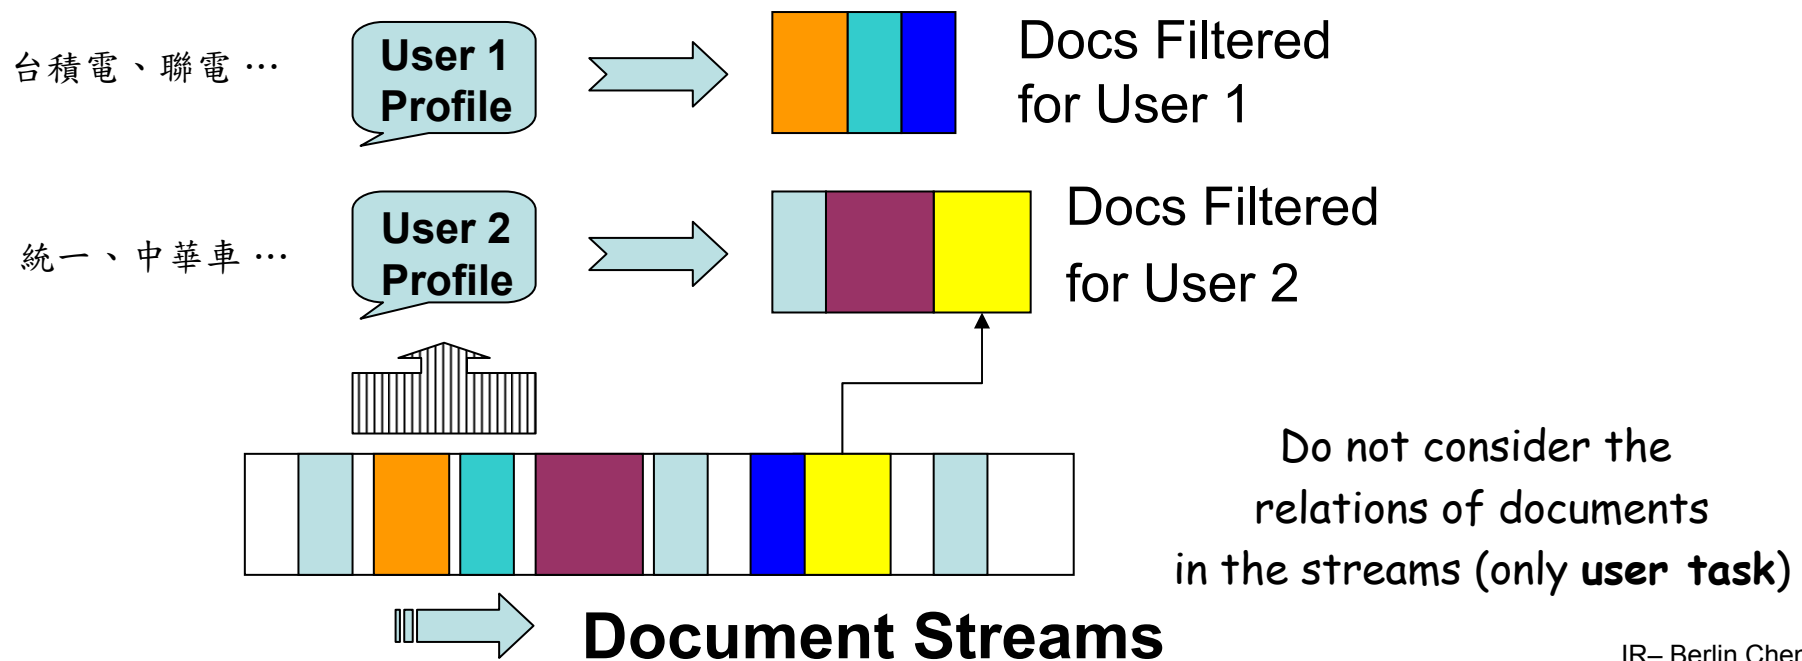 台積電、聯電 …
User 1
Profile
Docs Filtered
for User 1
統一、中華車 …
User 2
Profile
Docs Filtered
for User 2
Do not consider the
relations of documents
in the streams (only user task)
Document Streams
IR– Berlin Chen